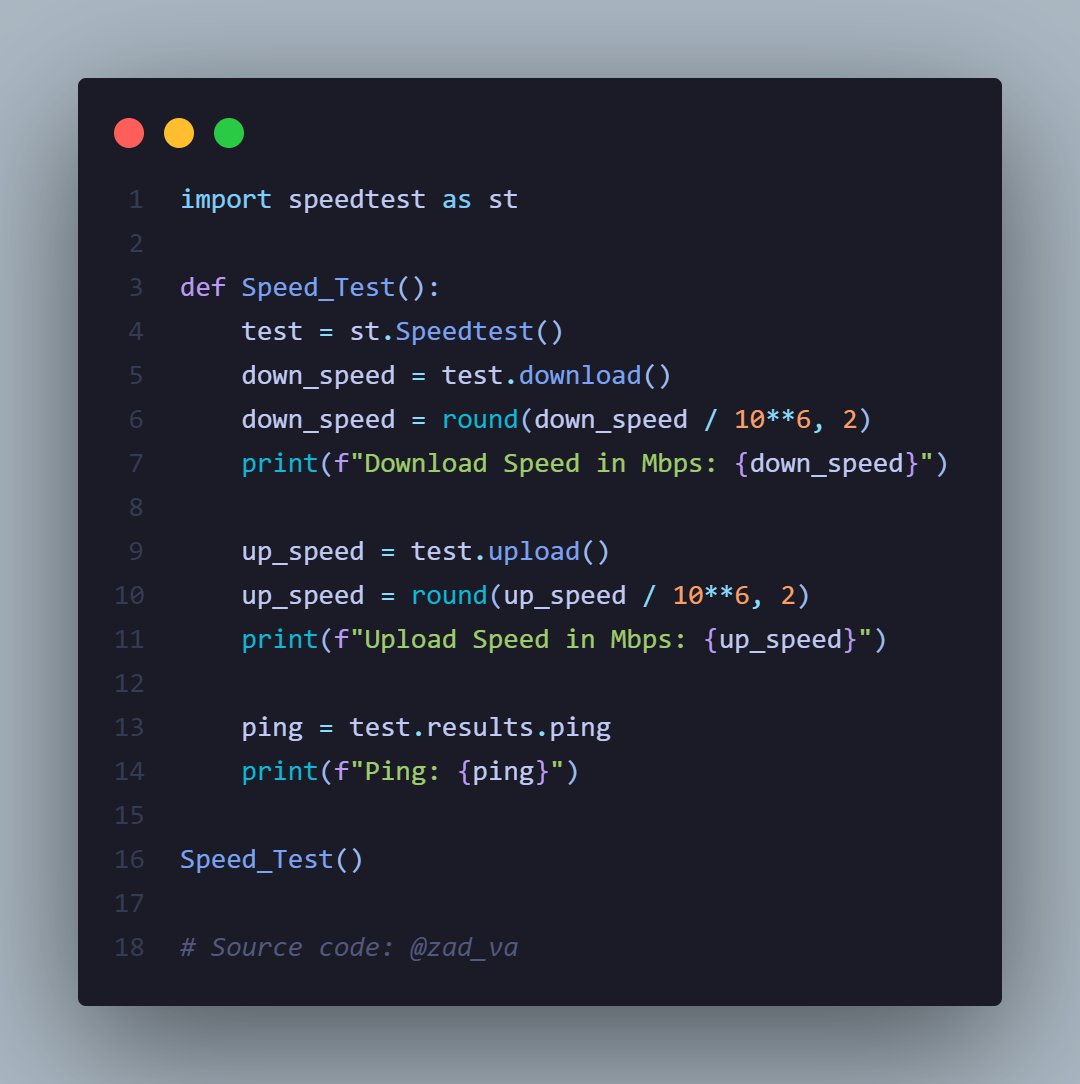 1 import speedtest as st
2
3 def Speed_Test():
4     test = st.Speedtest()
5     down_speed = test.download()
6     down_speed = round(down_speed / 10**6, 2)
7     print(f"Download Speed in Mbps: {down_speed}")
8
9     up_speed = test.upload()
10     up_speed = round(up_speed / 10**6, 2)
11     print(f"Upload Speed in Mbps: {up_speed}")
12
13     ping = test.results.ping
14     print(f"Ping: {ping}")
15
16 Speed_Test()
17
18 # Source code: @zad_va